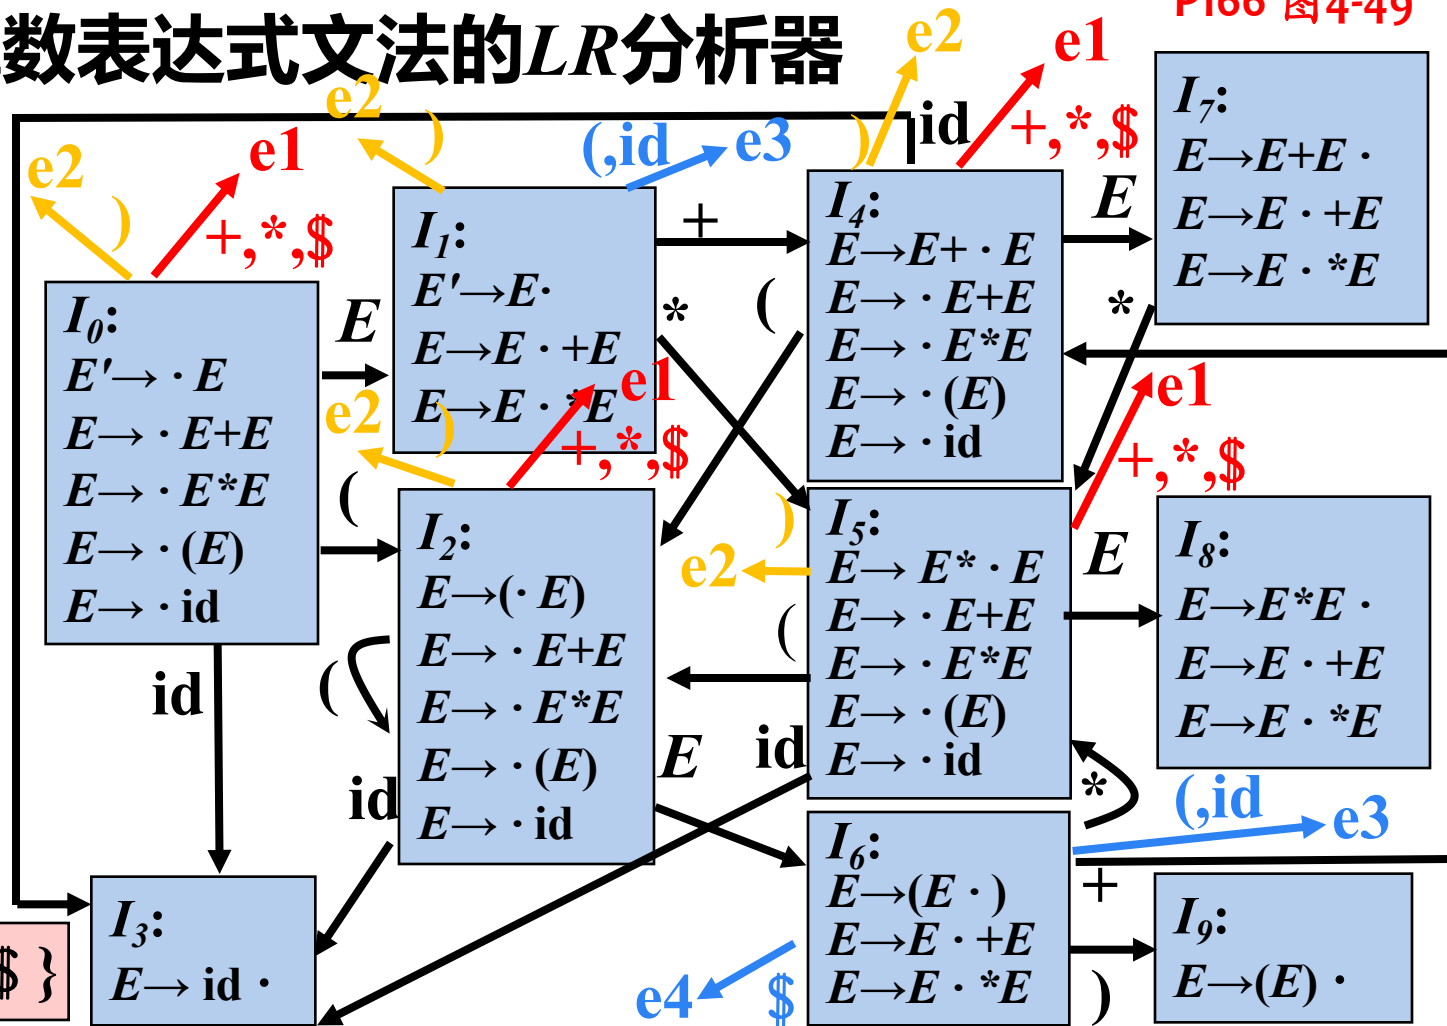 P166 图4-49
数表达式文法的LR分析器
e2
)
e1
+,*,$
e2
)
(,id
e3
e2
)
id
e1
+,*,$
I0:
E'→·E
E→·E+E
E→·E*E
E→·(E)
E→·id
E
(
id
I1:
E'→E·
E→E·+E
E→E·*E
+
*
(
e2
)
e1
+,*,$
I2:
E→(·E)
E→·E+E
E→·E*E
E→·(E)
E→·id
(
id
E
I3:
E→id·
$ }
I4:
E→E+·E
E→·E+E
E→·E*E
E→·(E)
E→·id
E
*
e1
+,*,$
I5:
E→E*·E
E→·E+E
E→·E*E
E→·(E)
E→·id
)
e2
(
id
E
*
I6:
E→(E·)
E→E·+E
E→E·*E
(,id
e3
+
)
e4
$
I7:
E→E+E·
E→E·+E
E→E·*E
I8:
E→E*E·
E→E·+E
E→E·*E
I9:
E→(E)·